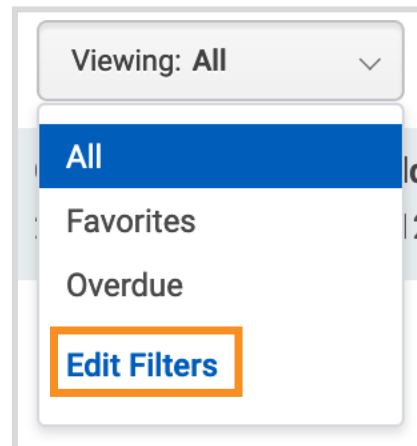 Viewing: All
All
Favorites
Overdue
Edit Filters